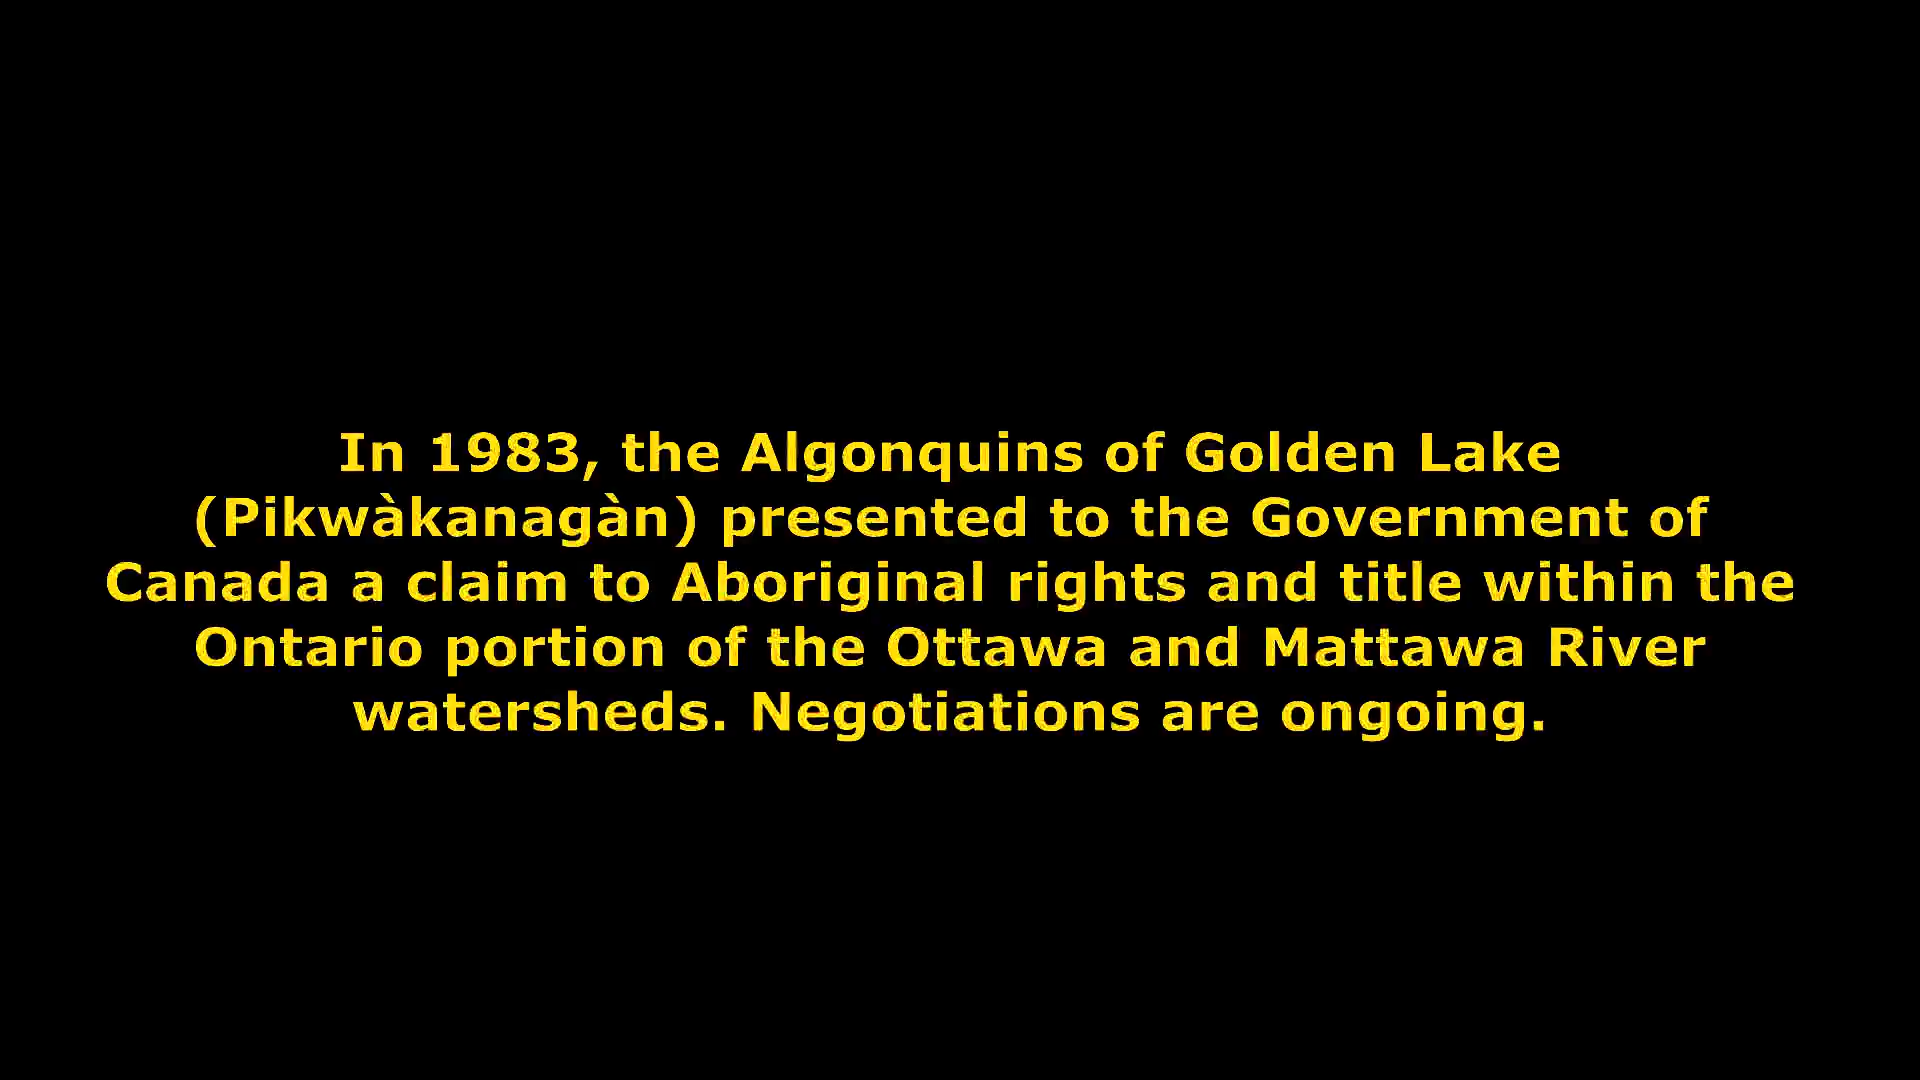 In 1983, the Algonquins of Golden Lake
(Pikwàkanagàn) presented to the Government of
Canada a claim to Aboriginal rights and title within the
Ontario portion of the Ottawa and Mattawa River
watersheds. Negotiations are ongoing.